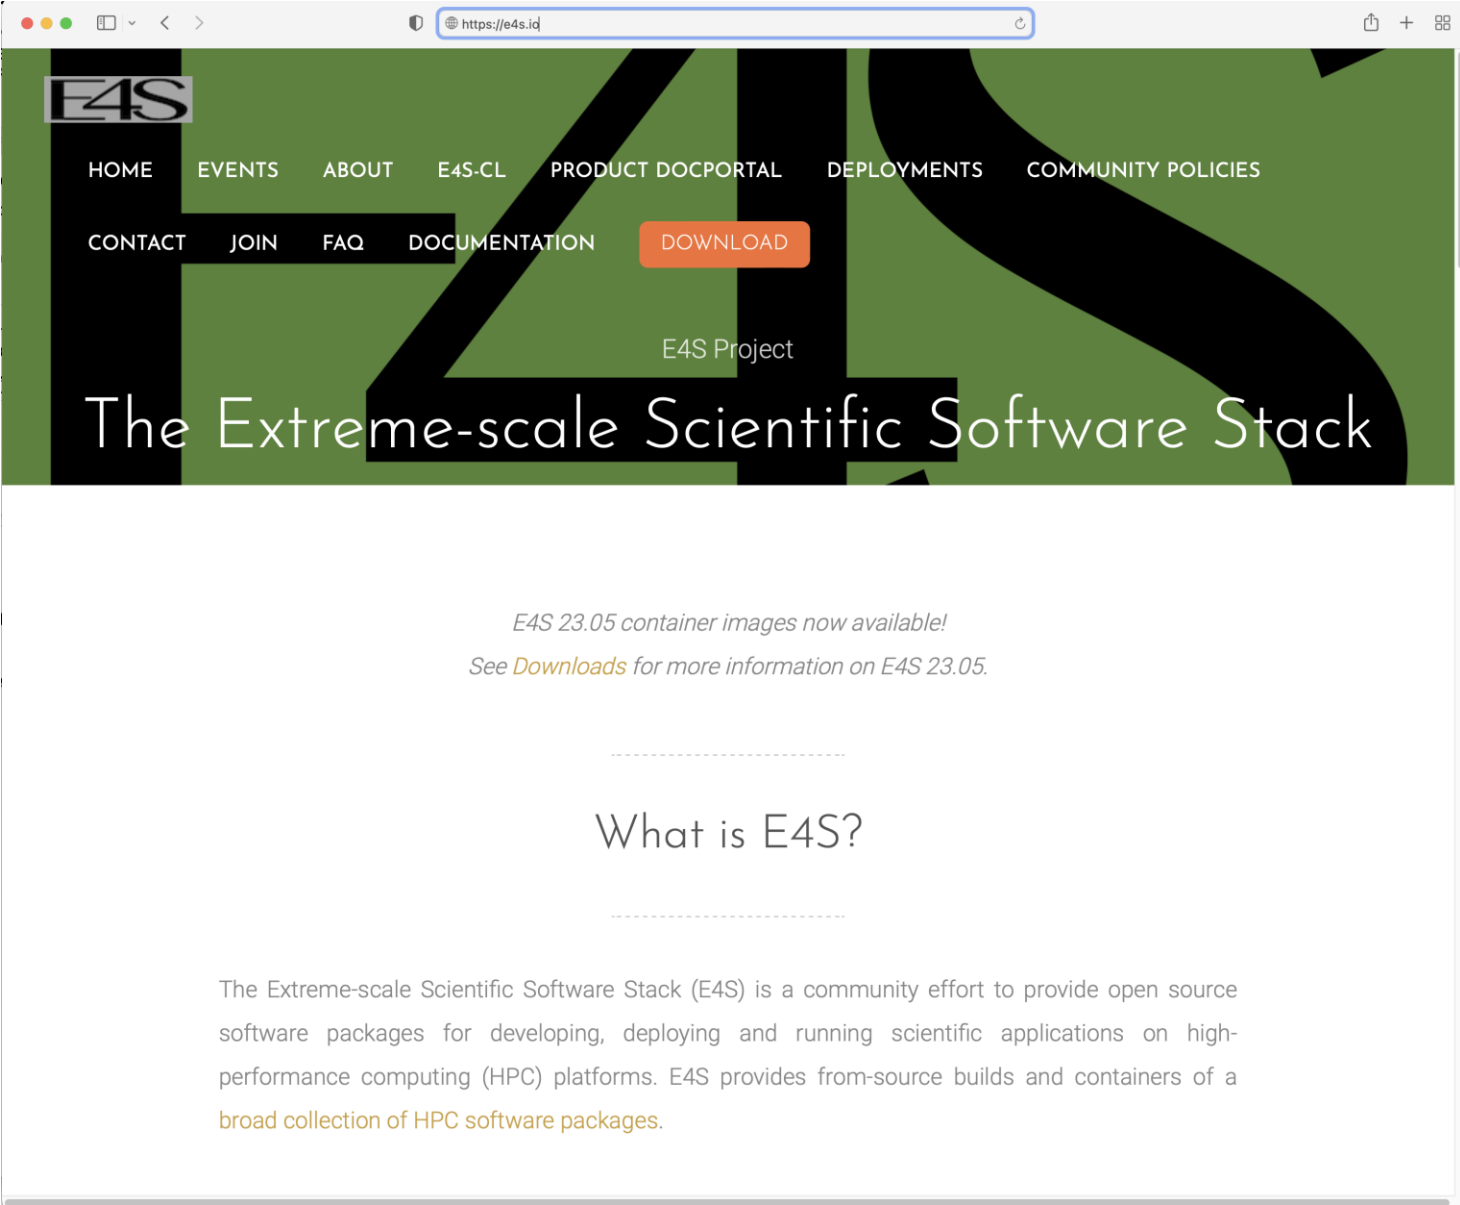 https://e4s.io
E4S
HOME EVENTS ABOUT E4S-CL PRODUCT DOCPORTAL DEPLOYMENTS COMMUNITY POLICIES
CONTACT JOIN FAQ DOCUMENTATION DOWNLOAD
E4S Project
The Extreme-scale Scientific Software Stack
E4S 23.05 container images now available!
See Downloads for more information on E4S 23.05.
What is E4S?
The Extreme-scale Scientific Software Stack (E4S) is a community effort to provide open source
software packages for developing, deploying and running scientific applications on high-
performance computing (HPC) platforms. E4S provides from-source builds and containers of a
broad collection of HPC software packages.